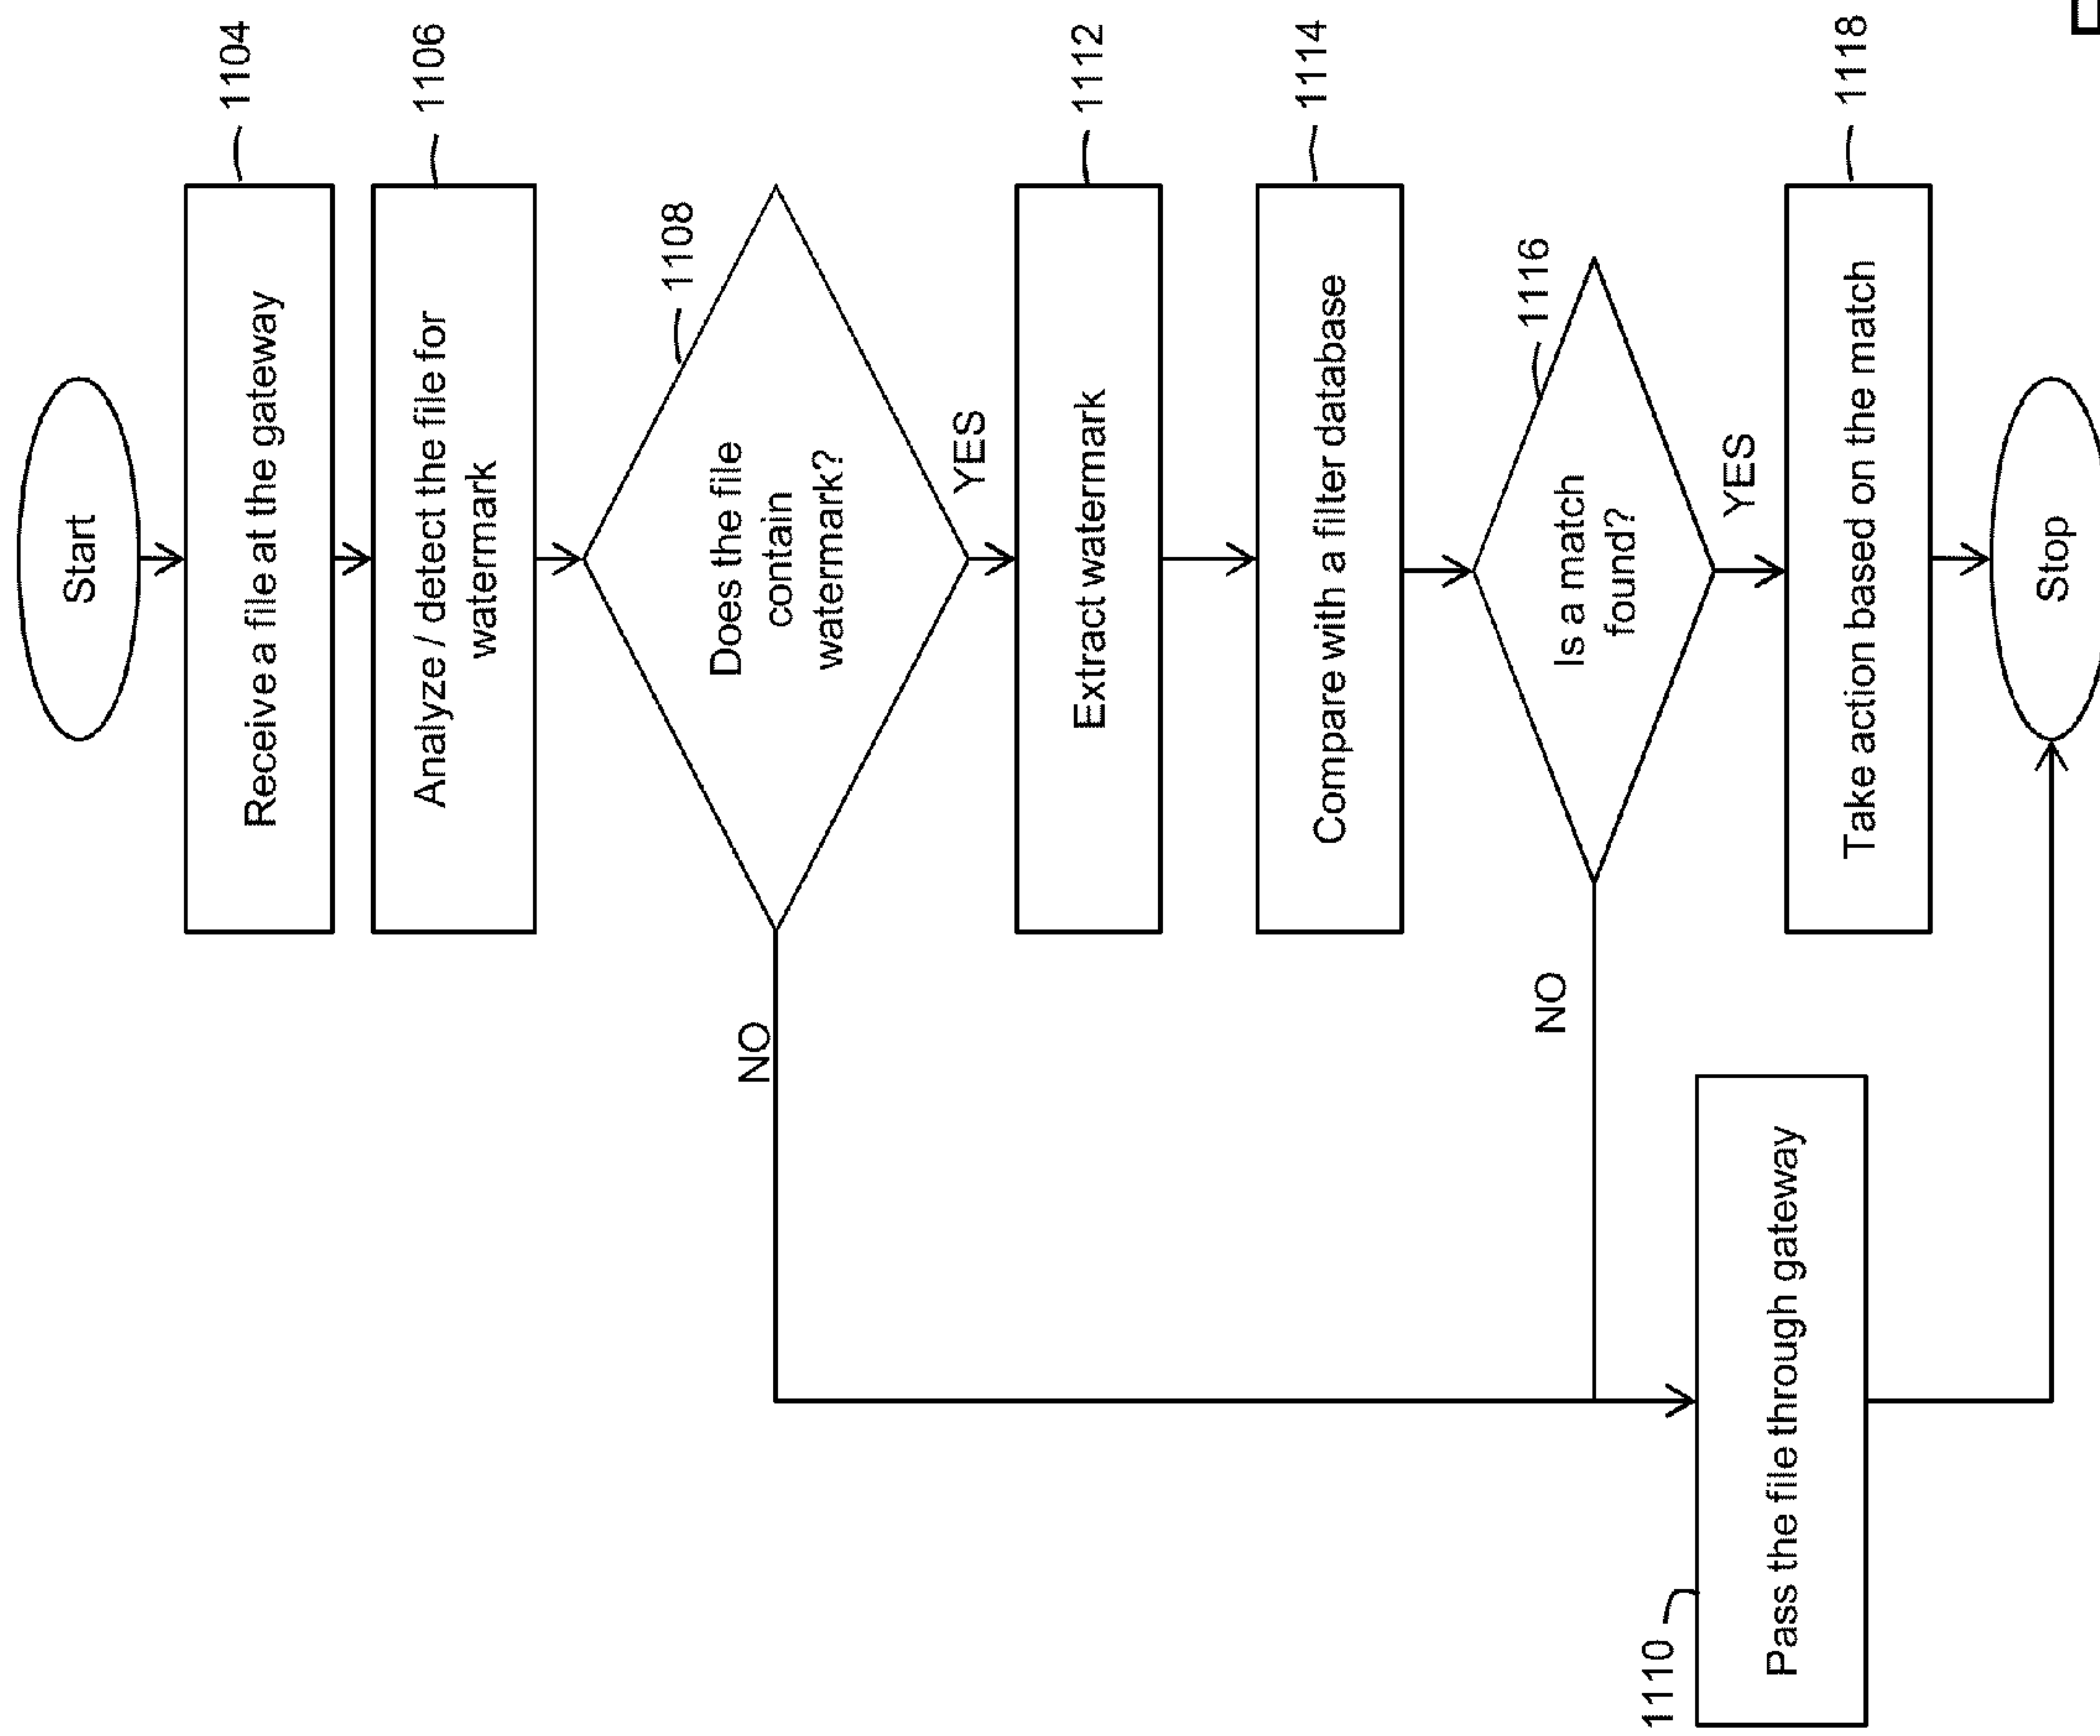 Start
Receive a file at the gateway
1104
Analyze / detect the file for
watermark
1106
Does the file
contain
watermark?
1108
NO
YES
Extract watermark
1112
Compare with a filter database
1114
Is a match
found?
1116
NO
YES
Take action based on the match
1118
1110
Pass the file through gateway
Stop